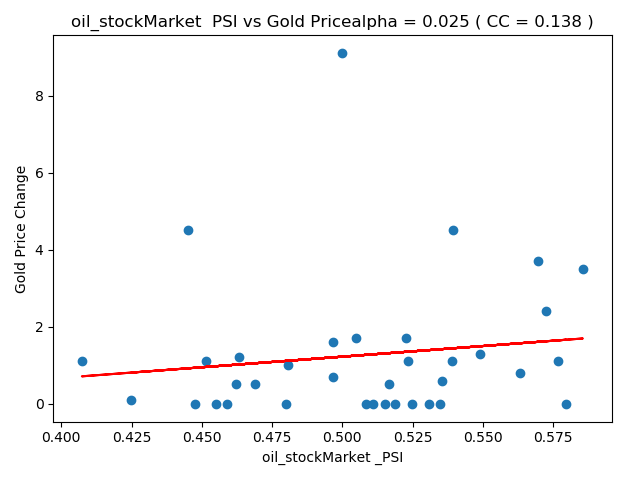 oil_stockMarket  PSI vs Gold Pricealpha = 0.025 ( CC = 0.138 )
8
6
4
2
0
Gold Price Change
0.400 0.425 0.450 0.475 0.500 0.525 0.550 0.575
oil_stockMarket _PSI